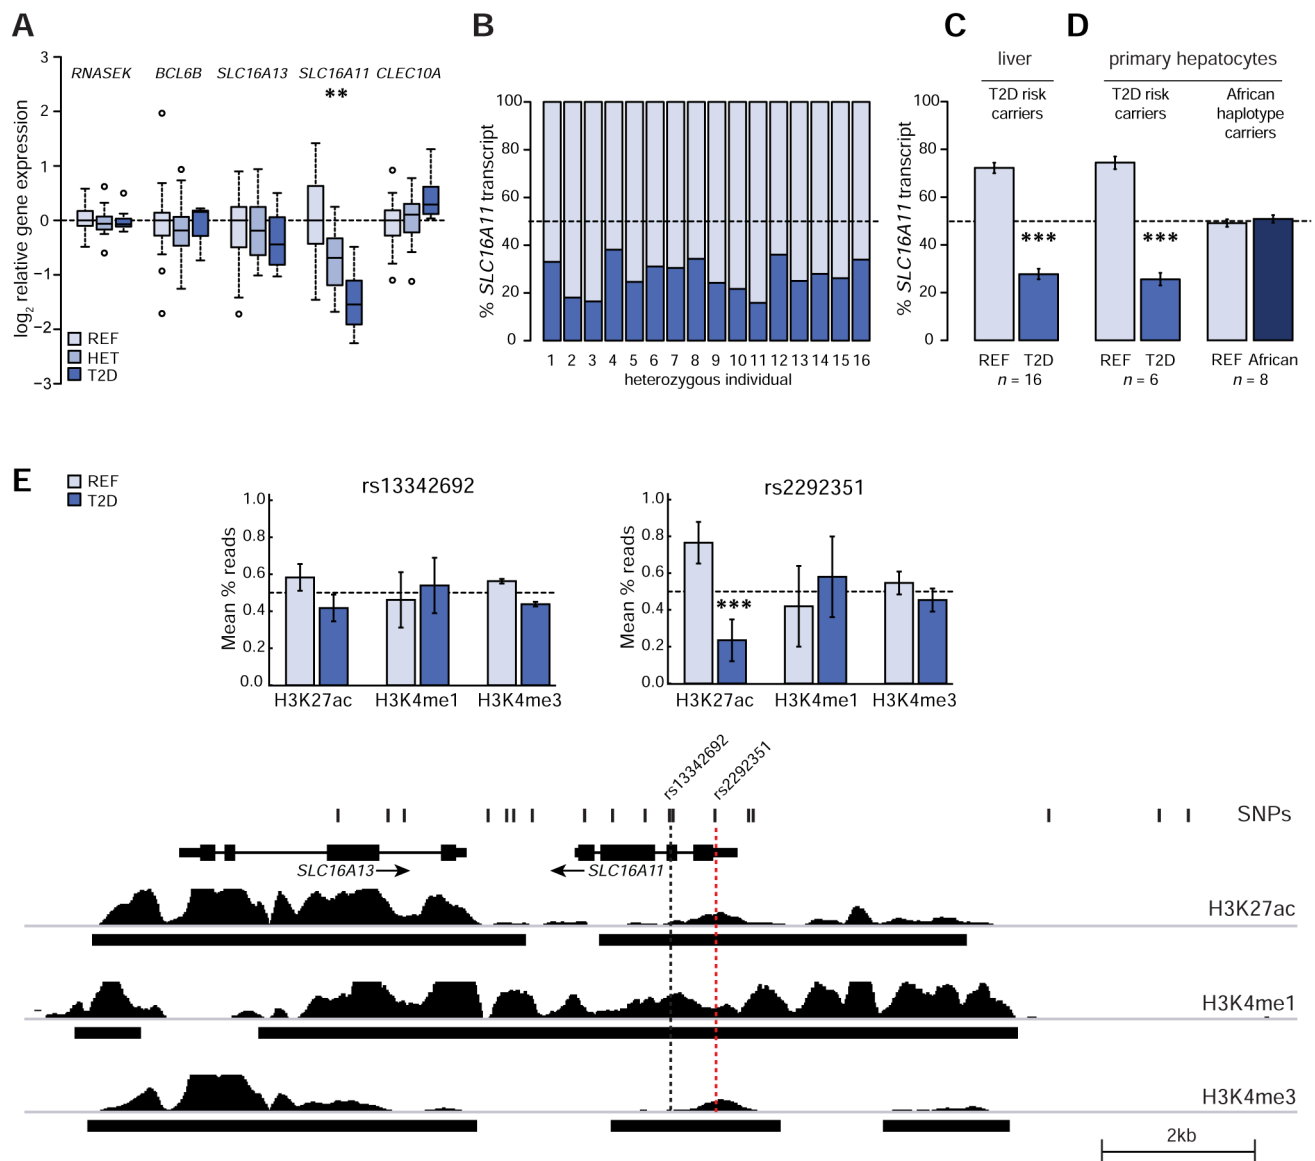 A
RNASEK BCL6B SLC16A13 SLC16A11 CLEC10A
**
log2 relative gene expression
3
2
1
0
−1
−2
−3
REF
HET
T2D
B
% SLC16A11 transcript
100
80
60
40
20
0
1 2 3 4 5 6 7 8 9 10 11 12 13 14 15 16
heterozygous individual
C
liver
T2D risk
carriers
% SLC16A11 transcript
100
80
60
40
20
0
***
REF T2D
n = 16
D
primary hepatocytes
T2D risk
carriers
African
haplotype
carriers
***
REF T2D
n = 6
REF African
n = 8
E
REF
T2D
rs13342692
Mean % reads
1.0
0.8
0.6
0.4
0.2
0.0
H3K27ac H3K4me1 H3K4me3
rs2292351
Mean % reads
1.0
0.8
0.6
0.4
0.2
0.0
***
H3K27ac H3K4me1 H3K4me3
rs13342692
rs2292351
SNPs
SLC16A13
SLC16A11
H3K27ac
H3K4me1
H3K4me3
2kb